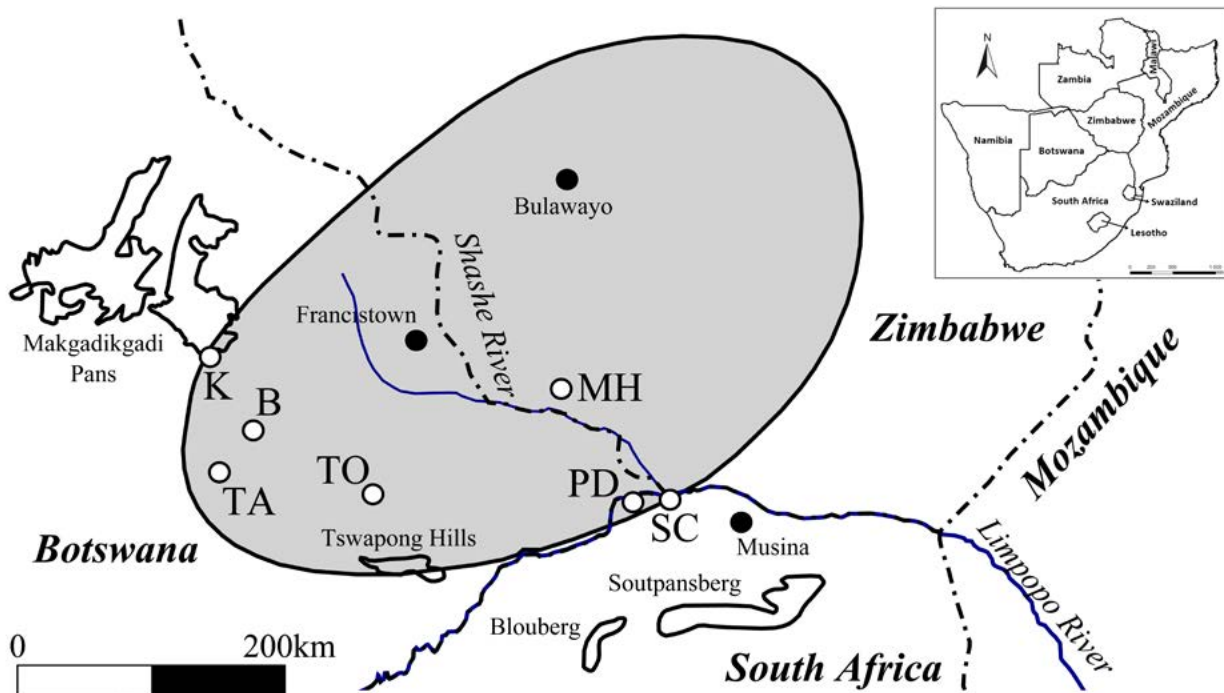 N
Zambia
Malawi
Mozambique
Zimbabwe
Namibia
Botswana
South Africa
Swaziland
Lesotho
Bulawayo
Shashe River
Francistown
Makgadikgadi
Pans
Zimbabwe
Mozambique
K
B
MH
TA
TO
PD
SC
Botswana
Tswapong Hills
Musina
Limpopo River
Soutpansberg
Blouberg
South Africa
0
200km